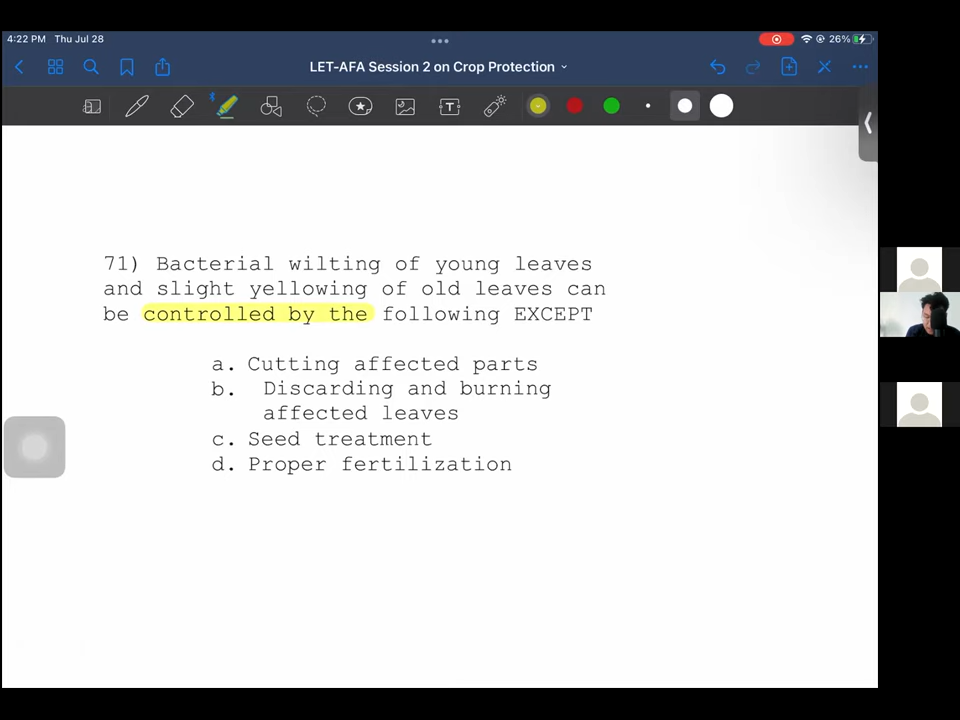 4:22 PM Thu Jul 28
26%
LET-AFA Session 2 on Crop Protection
71) Bacterial wilting of young leaves
and slight yellowing of old leaves can
be controlled by the following EXCEPT
a. Cutting affected parts
b. Discarding and burning
affected leaves
c. Seed treatment
d. Proper fertilization